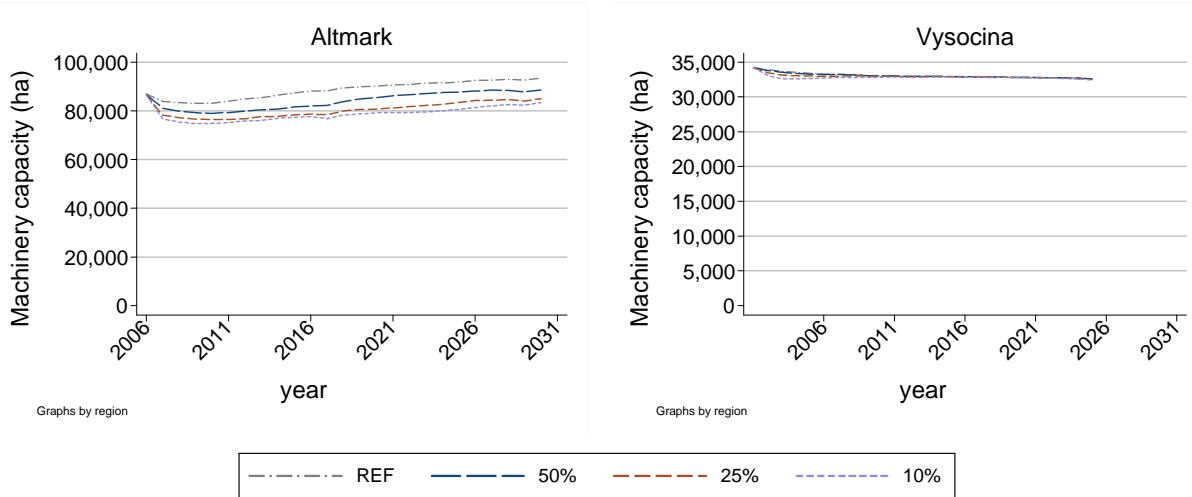 Altmark
Machinery capacity (ha)
100,000
80,000
60,000
40,000
20,000
0
2006 2011 2016 2021 2026 2031
year
Graphs by region
Vysocina
Machinery capacity (ha)
35,000
33,000
25,000
20,000
15,000
10,000
5,000
0
2006 2011 2016 2021 2026 2031
year
Graphs by region
REF 50% 25% 10%